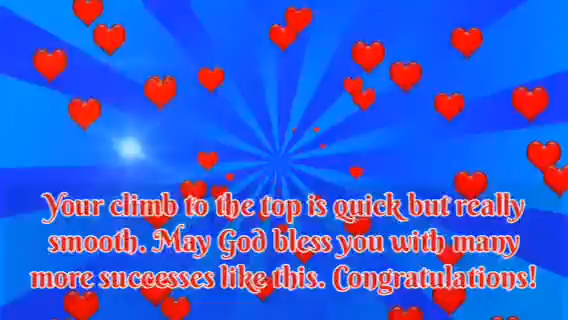 Your climb to the top is quick but really
smooth. May God bless you with many
more successes like this. Congratulations!